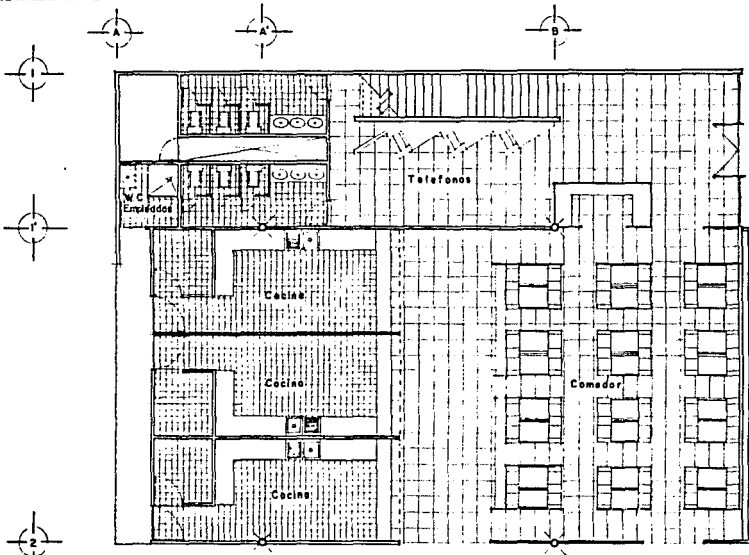 A
A'
B
1
Telefonos
W.C
Empleados
1'
Cocina
Cocina
Comedor
Cocina
2